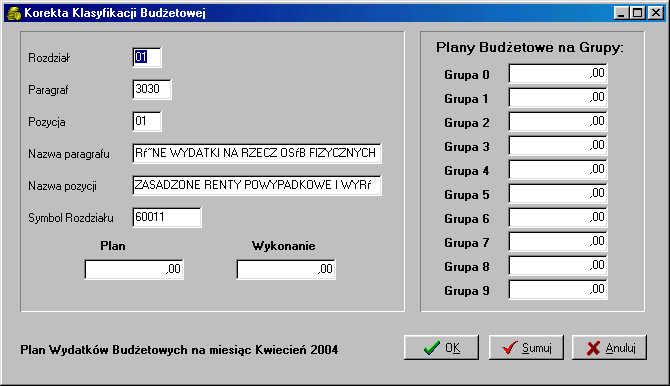 Korekta Klasyfikacji Budżetowej
Rozdział 01
Paragraf 3030
Pozycja 01
Nazwa paragrafu Rŕ˝NE WYDATKI NA RZECZ OSŕB FIZYCZNYCH
Nazwa pozycji ZASADZONE RENTY POWYPADKOWE I WYRŕ
Symbol Rozdziału 60011
Plan Wykonanie
,00 ,00
Plany Budżetowe na Grupy:
Grupa 0 ,00
Grupa 1 ,00
Grupa 2 ,00
Grupa 3 ,00
Grupa 4 ,00
Grupa 5 ,00
Grupa 6 ,00
Grupa 7 ,00
Grupa 8 ,00
Grupa 9 ,00
Plan Wydatków Budżetowych na miesiąc Kwiecień 2004
OK Sumuj Anuluj